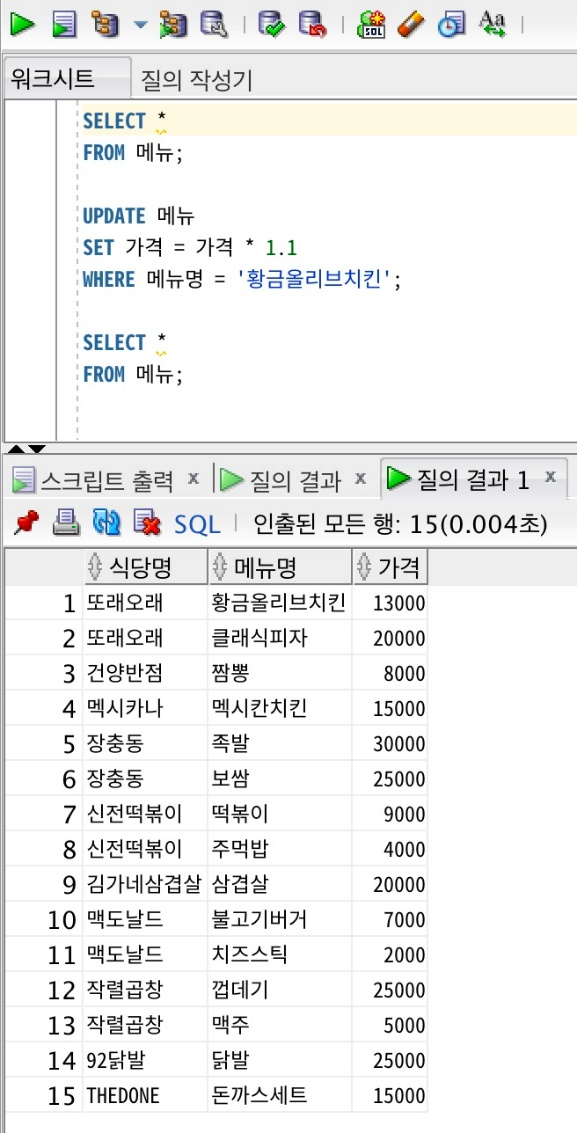 SQL
Aa
워크시트 질의 작성기
SELECT *
FROM 메뉴;
UPDATE 메뉴
SET 가격 = 가격 * 1.1
WHERE 메뉴명 = '황금올리브치킨';
SELECT *
FROM 메뉴;
스크립트 출력 x 질의 결과 x 질의 결과 1 x
SQL 인출된 모든 행: 15(0.004초)
식당명 메뉴명 가격
1 또래오래 황금올리브치킨 13000
2 또래오래 클래식피자 20000
3 건양반점 짬뽕 8000
4 멕시카나 멕시칸치킨 15000
5 장충동 족발 30000
6 장충동 보쌈 25000
7 신전떡볶이 떡볶이 9000
8 신전떡볶이 주먹밥 4000
9 김가네삼겹살 삼겹살 20000
10 맥도날드 불고기버거 7000
11 맥도날드 치즈스틱 2000
12 작렬곱창 껍데기 25000
13 작렬곱창 맥주 5000
14 92닭발 닭발 25000
15 THEDONE 돈까스세트 15000